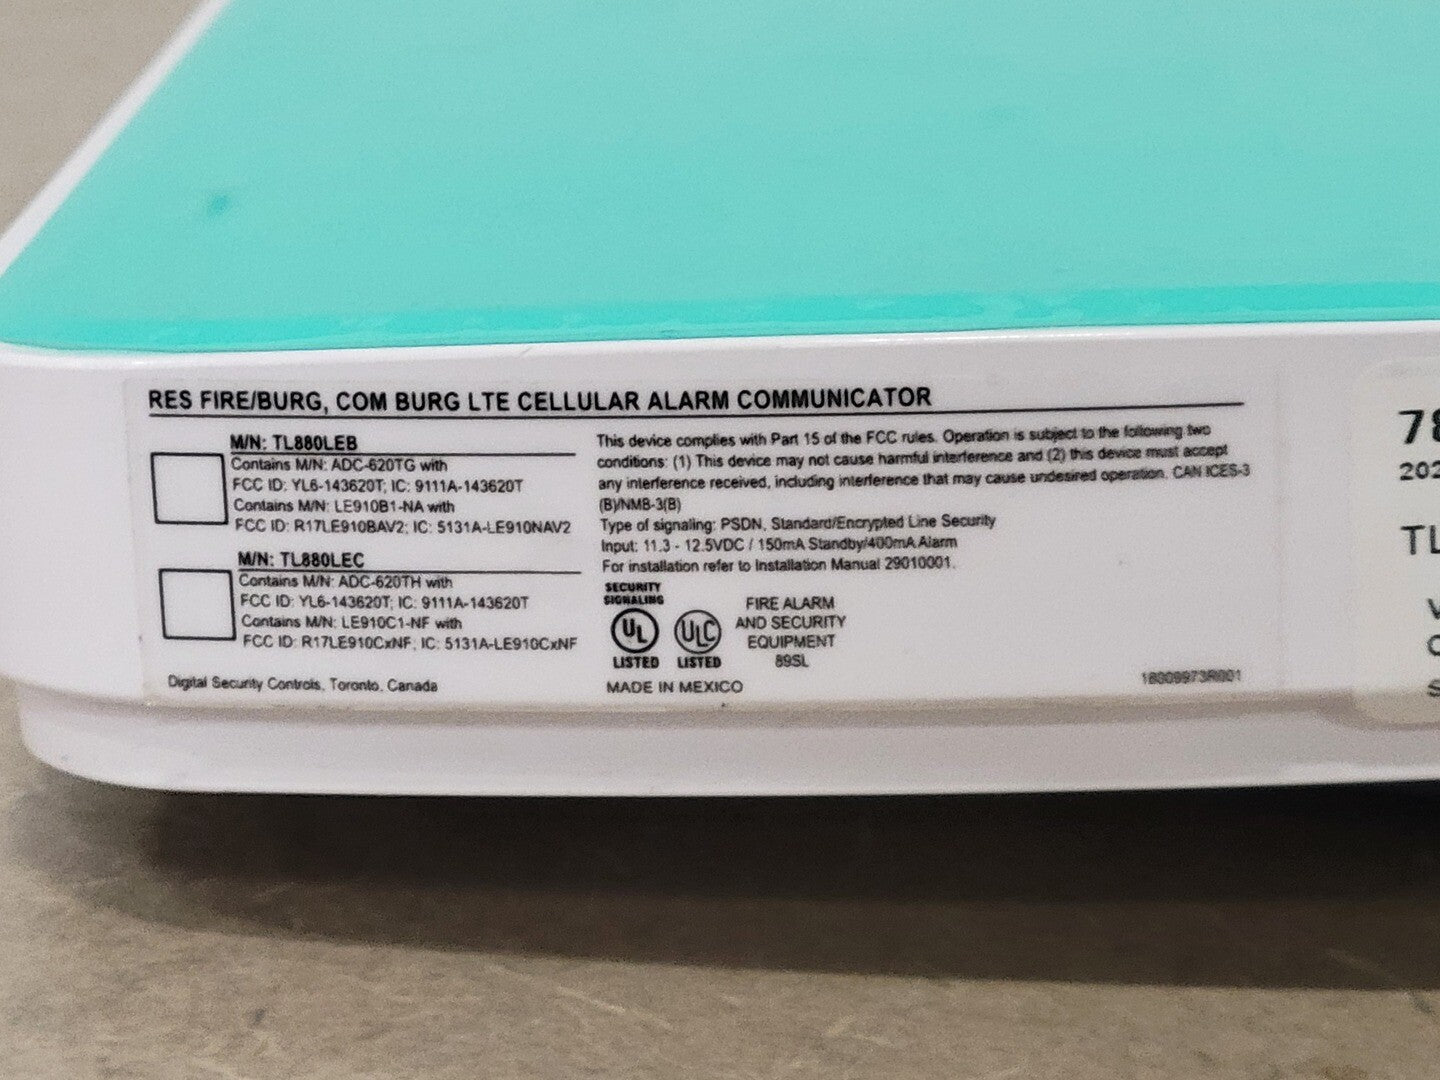 RES FIRE/BURG, COM BURG LTE CELLULAR ALARM COMMUNICATOR
M/N: TL880LEB
Contains M/N: ADC-620TG with
FCC ID: YL6-143620T; IC: 9111A-143620T
Contains M/N: LE910B1-NA with
FCC ID: R17LE910BAV2; IC: 5131A-LE910NAV2
M/N: TL880LEC
Contains M/N: ADC-620TH with
FCC ID: YL6-143620T; IC: 9111A-143620T
Contains M/N: LE910C1-NF with
FCC ID: R17LE910CxNF; IC: 5131A-LE910CxNF
Digital Security Controls, Toronto, Canada
This device complies with Part 15 of the FCC rules. Operation is subject to the following two
conditions: (1) This device may not cause harmful interference and (2) this device must accept
any interference received, including interference that may cause undesired operation. CAN ICES-3
(B)/NMB-3(B)
Type of signaling: PSDN, Standard/Encrypted Line Security
Input: 11.3 - 12.5VDC / 150mA Standby/400mA Alarm
For installation refer to Installation Manual 29010001.
SECURITY
SIGNALING
UL
LISTED
ULC
LISTED
FIRE ALARM
AND SECURITY
EQUIPMENT
89SL
MADE IN MEXICO
18009973R001
78
202
TL